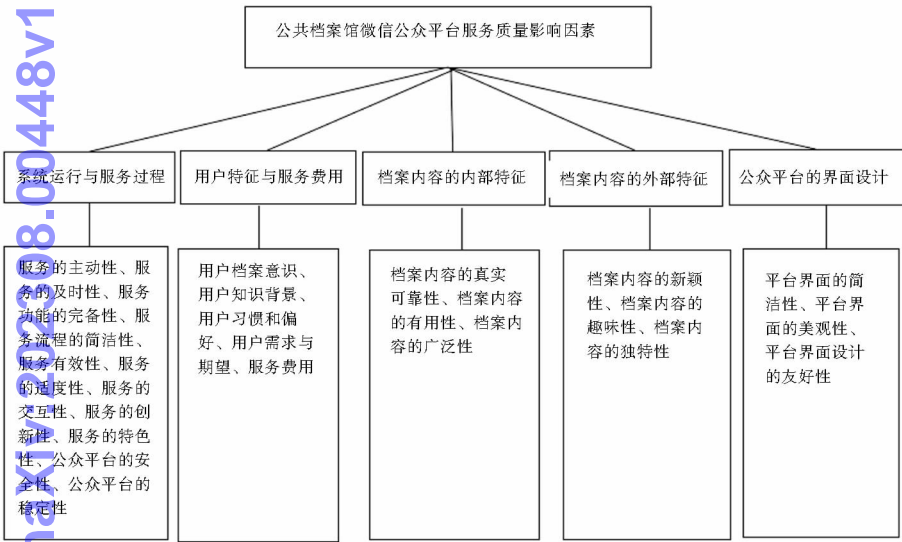 公共档案馆微信公众平台服务质量影响因素
系统运行与服务过程
用户特征与服务费用
档案内容的内部特征
档案内容的外部特征
公众平台的界面设计
服务的主动性、服
务的及时性、服务
功能的完备性、服
务流程的简洁性、
服务有效性、服务
的适度性、服务的
交互性、服务的创
新性、服务的特色
性、公众平台的安
全性、公众平台的
稳定性
用户档案意识、
用户知识背景、
用户习惯和偏
好、用户需求与
期望、服务费用
档案内容的真实
可靠性、档案内容
的有用性、档案内
容的广泛性
档案内容的新颖
性、档案内容的
趣味性、档案内
容的独特性
平台界面的简
洁性、平台界
面的美观性、
平台界面设计
的友好性
naXiv:202308.00448v1